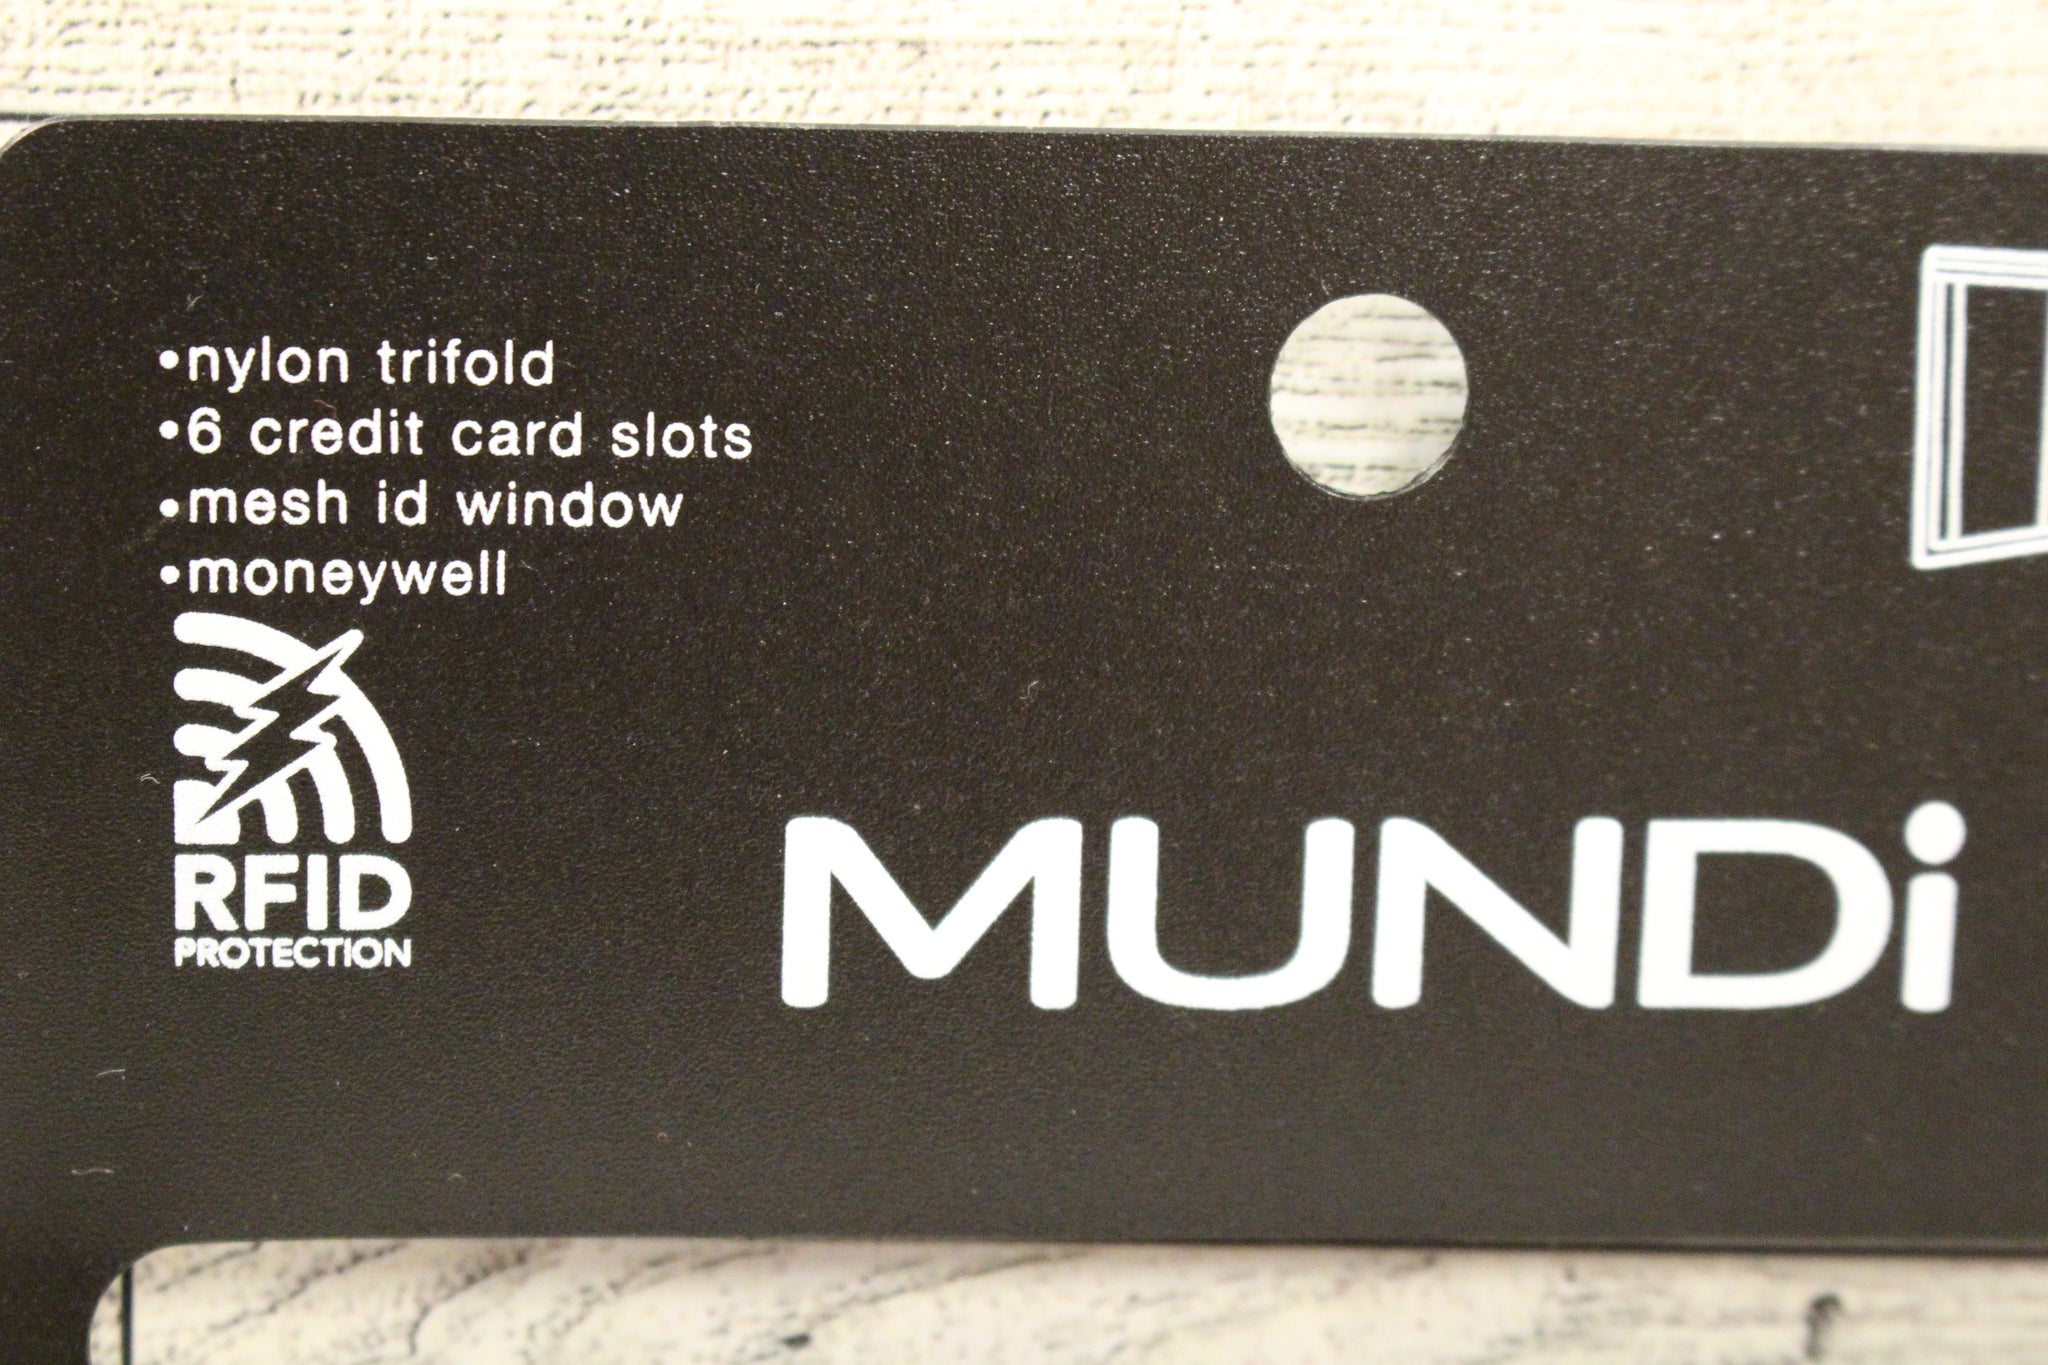 •nylon trifold
•6 credit card slots
•mesh id window
•moneywell
RFID
PROTECTION
MUNDi